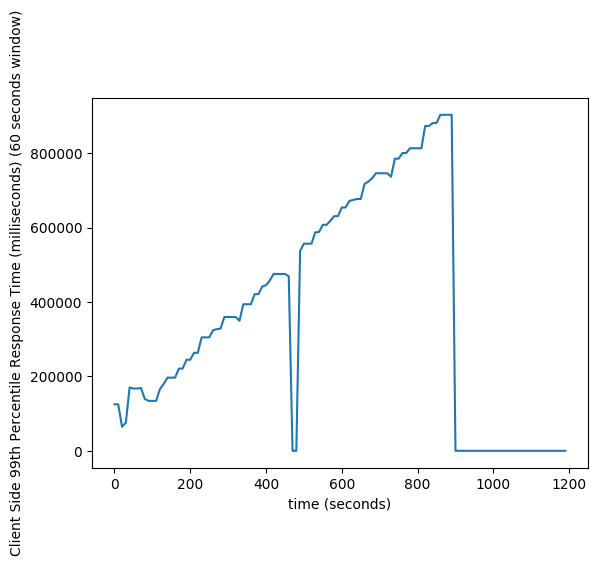 Client Side 99th Percentile Response Time (milliseconds) (60 seconds window)
800000
600000
400000
200000
0
0 200 400 600 800 1000 1200
time (seconds)